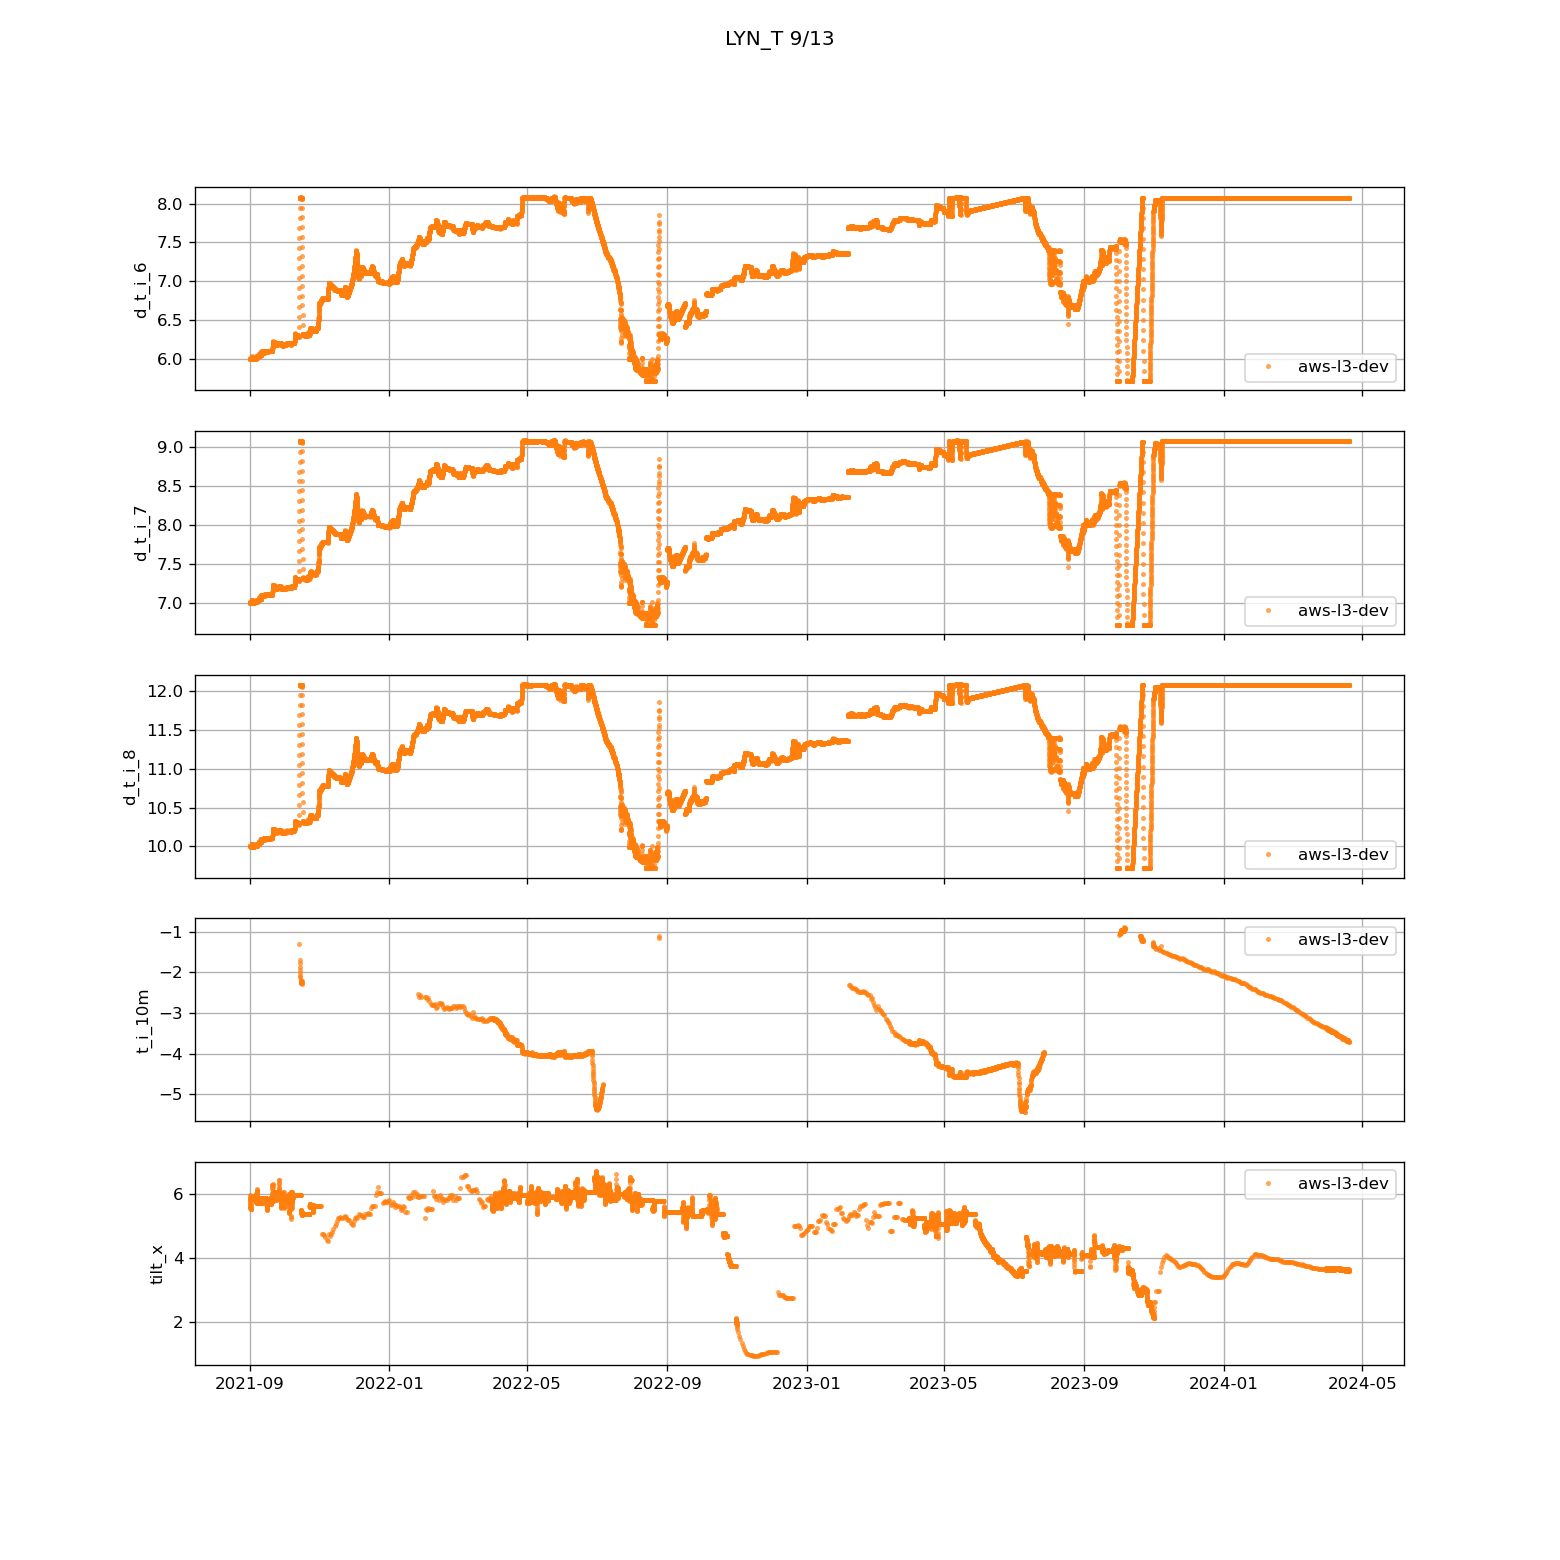 LYN_T 9/13
d_t_i_6
8.0
7.5
7.0
6.5
6.0
aws-l3-dev
d_t_i_7
9.0
8.5
8.0
7.5
7.0
aws-l3-dev
d_t_i_8
12.0
11.5
11.0
10.5
10.0
aws-l3-dev
t_i_10m
−1
−2
−3
−4
−5
aws-l3-dev
tilt_x
6
4
2
aws-l3-dev
2021-09 2022-01 2022-05 2022-09 2023-01 2023-05 2023-09 2024-01 2024-05